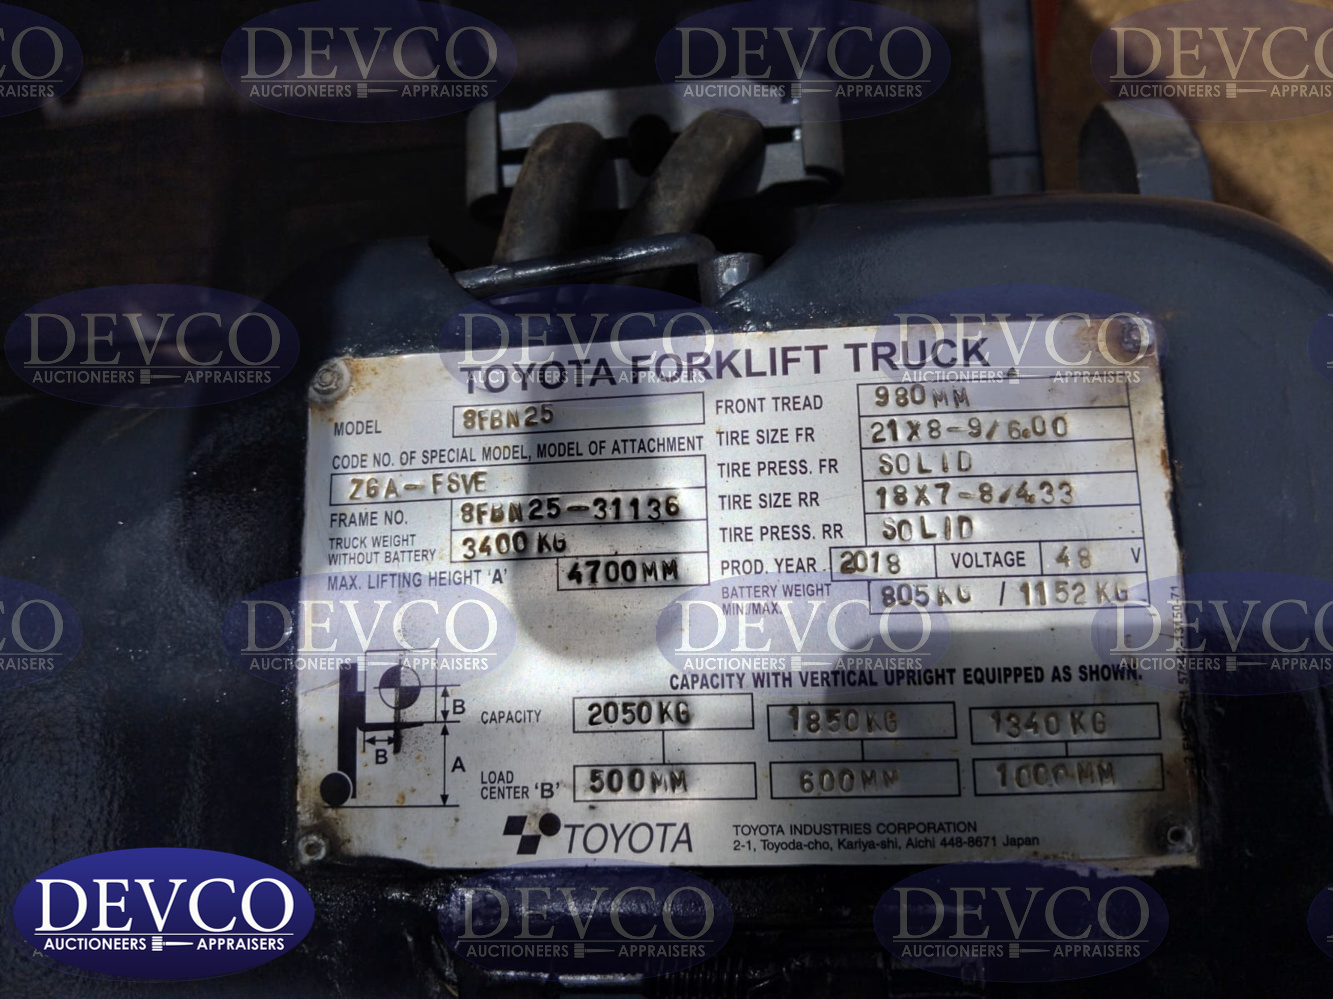 DEVCO
AUCTIONEERS APPRAISERS
TOYOTA FORKLIFT TRUCK
MODEL 8FBN25
CODE NO. OF SPECIAL MODEL, MODEL OF ATTACHMENT
Z6A-FSVE
FRAME NO. 8FBN25-31136
TRUCK WEIGHT
WITHOUT BATTERY 3400 KG
MAX. LIFTING HEIGHT 'A' 4700MM
FRONT TREAD 980MM
TIRE SIZE FR 21X8-9/6.00
TIRE PRESS. FR SOLID
TIRE SIZE RR 18X7-8/4.33
TIRE PRESS. RR SOLID
PROD. YEAR 2018 VOLTAGE 48 V
BATTERY WEIGHT
MIN./MAX. 805KG / 1152KG
CAPACITY WITH VERTICAL UPRIGHT EQUIPPED AS SHOWN.
B
B
A
CAPACITY 2050KG 1850KG 1340KG
LOAD
CENTER 'B' 500MM 600MM 1000MM
TOYOTA
TOYOTA INDUSTRIES CORPORATION
2-1, Toyoda-cho, Kariya-shi, Aichi 448-8671 Japan
DEVCO
AUCTIONEERS APPRAISERS